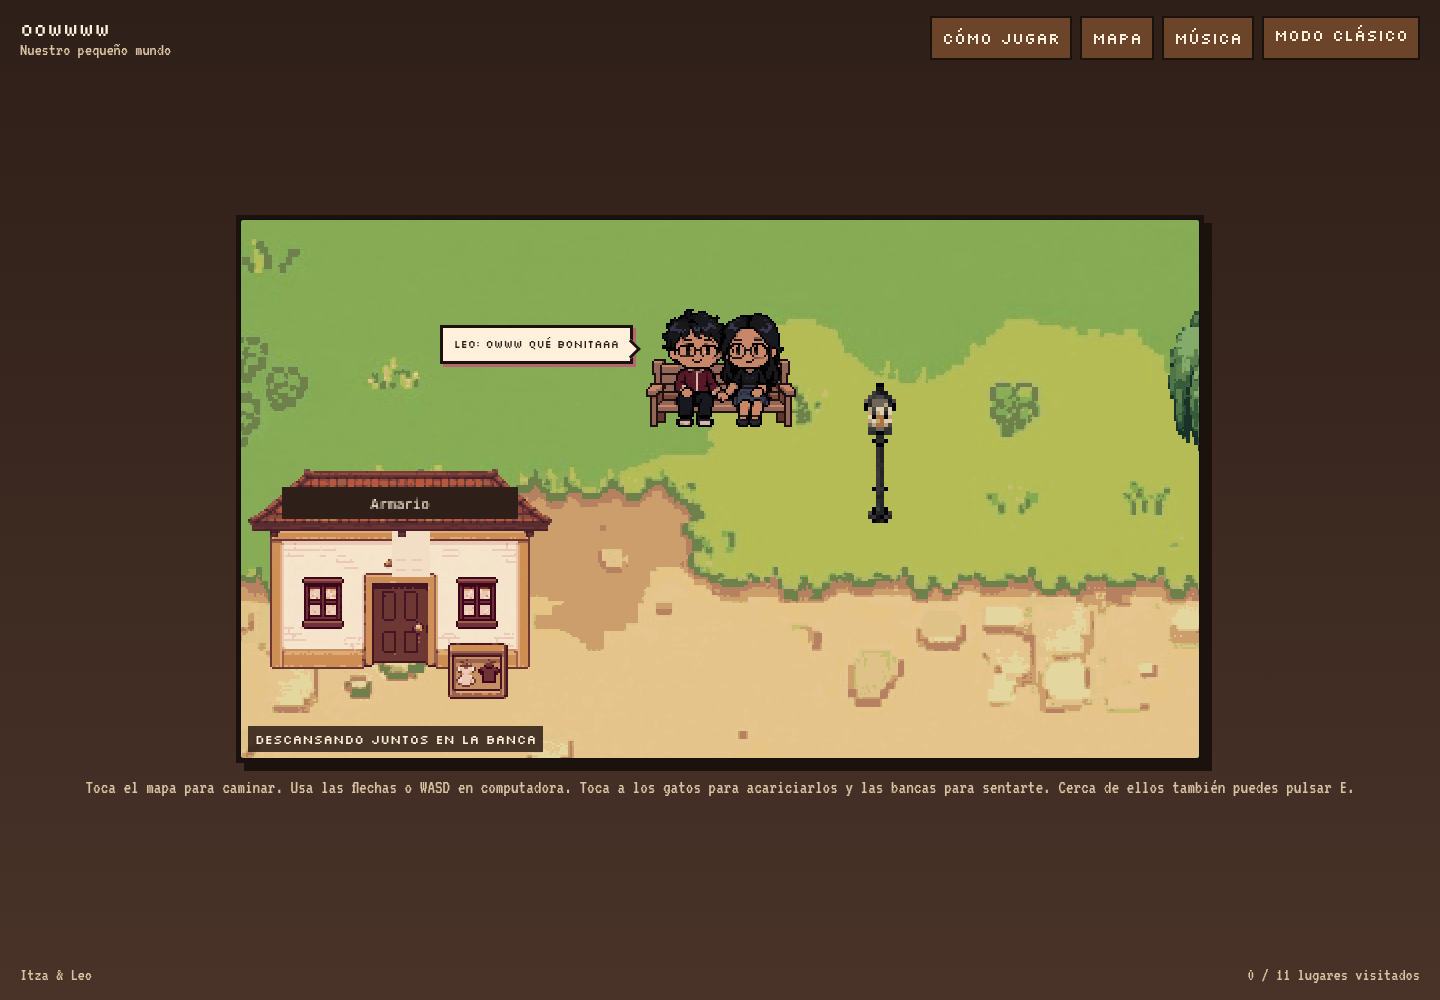 OOWWWW
Nuestro pequeño mundo
CÓMO JUGAR
MAPA
MÚSICA
MODO CLÁSICO
LEO: OWWW QUÉ BONITAAA
Armario
DESCANSANDO JUNTOS EN LA BANCA
Toca el mapa para caminar. Usa las flechas o WASD en computadora. Toca a los gatos para acariciarlos y las bancas para sentarte. Cerca de ellos también puedes pulsar E.
Itza & Leo
0 / 11 lugares visitados